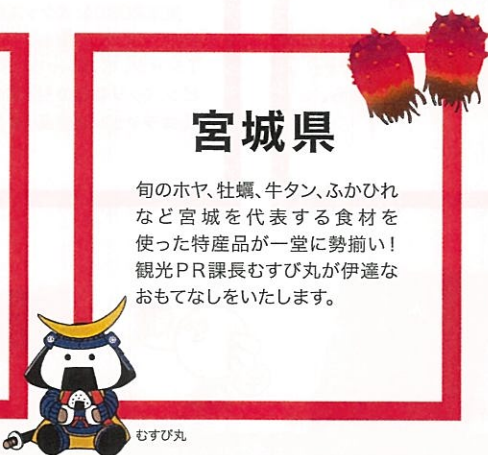 宮城県
旬のホヤ、牡蠣、牛タン、ふかひれ
など宮城を代表する食材を
使った特産品が一堂に勢揃い!
観光PR課長むすび丸が伊達な
おもてなしをいたします。
むすび丸